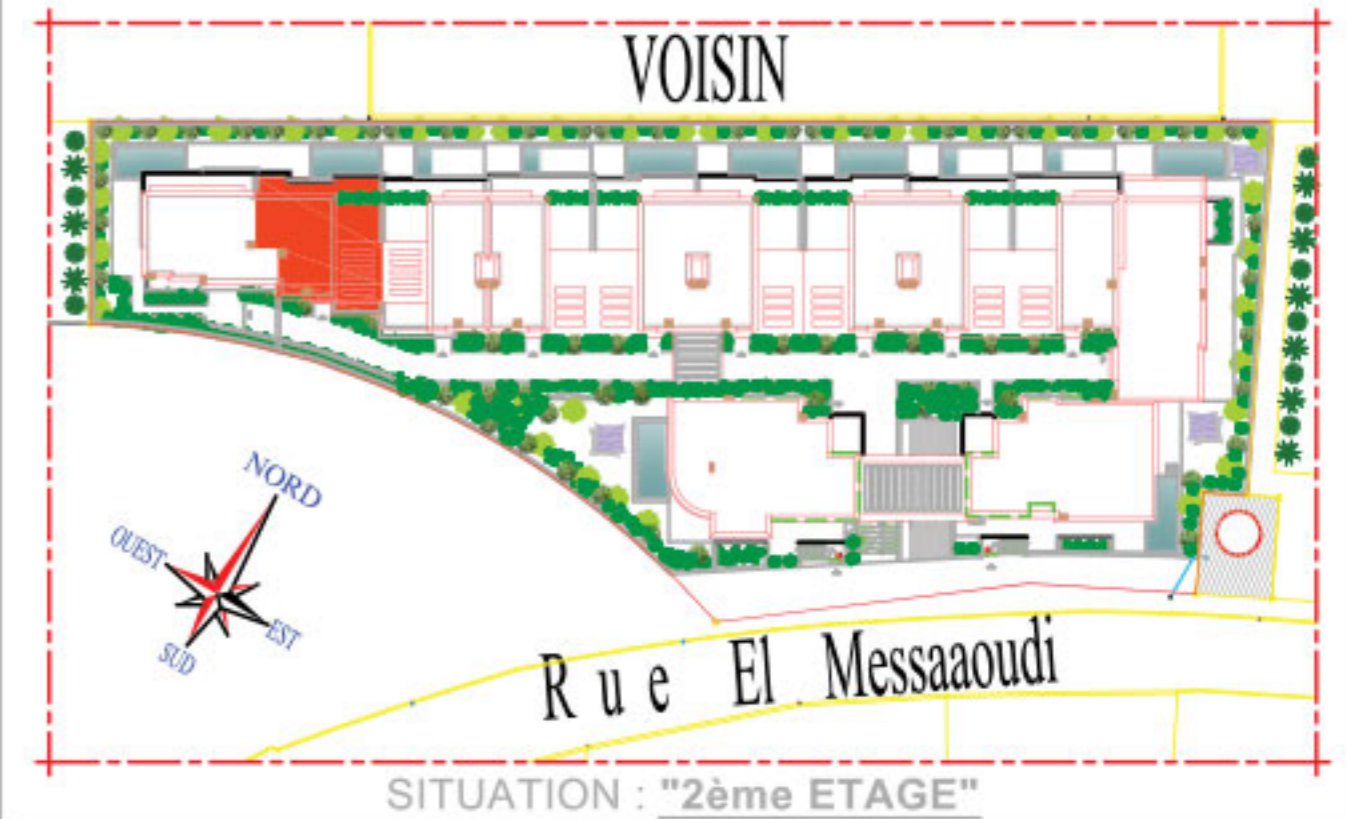 VOISIN
NORD
OUEST
EST
SUD
Rue El Messaaoudi
SITUATION : "2ème ETAGE"